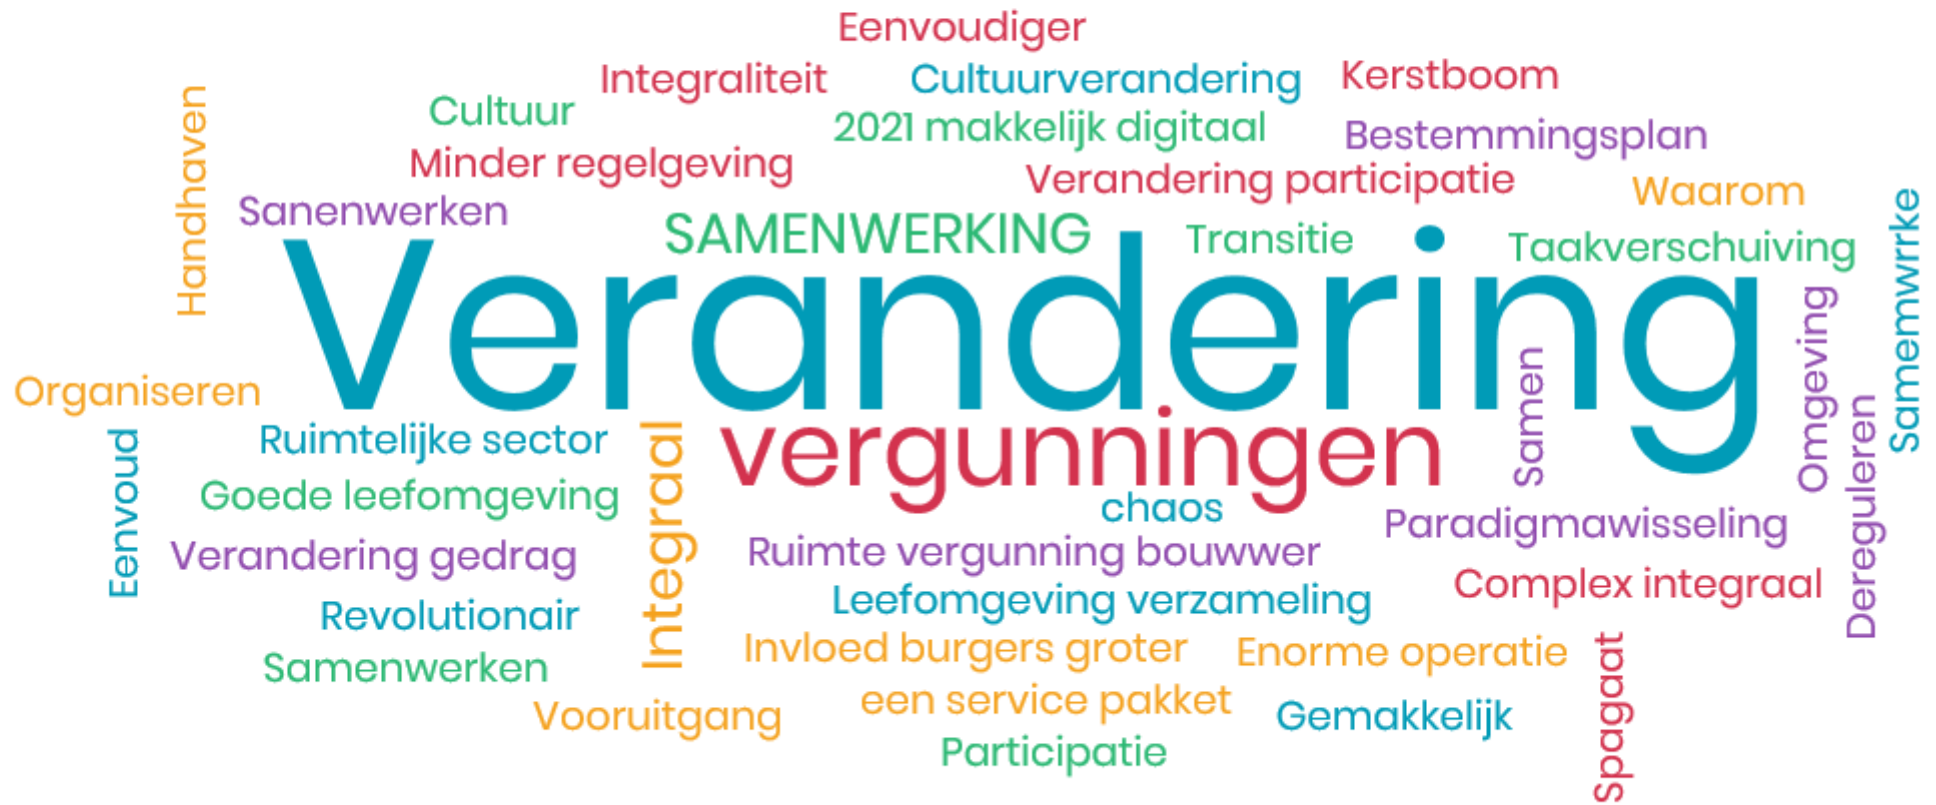 Eenvoudiger
Integraliteit
Cultuurverandering
Kerstboom
Cultuur
2021 makkelijk digitaal
Bestemmingsplan
Handhaven
Minder regelgeving
Verandering participatie
Waarom
Sanenwerken
SAMENWERKING
Transitie
Taakverschuiving
Samemwrke
Verandering
Omgeving
Organiseren
Samen
Ruimtelijke sector
Integraal
vergunningen
Dereguleren
Eenvoud
Goede leefomgeving
chaos
Paradigmawisseling
Verandering gedrag
Ruimte vergunning bouwwer
Complex integraal
Revolutionair
Leefomgeving verzameling
Samenwerken
Invloed burgers groter
Enorme operatie
Spaggaat
Vooruitgang
een service pakket
Gemakkelijk
Participatie